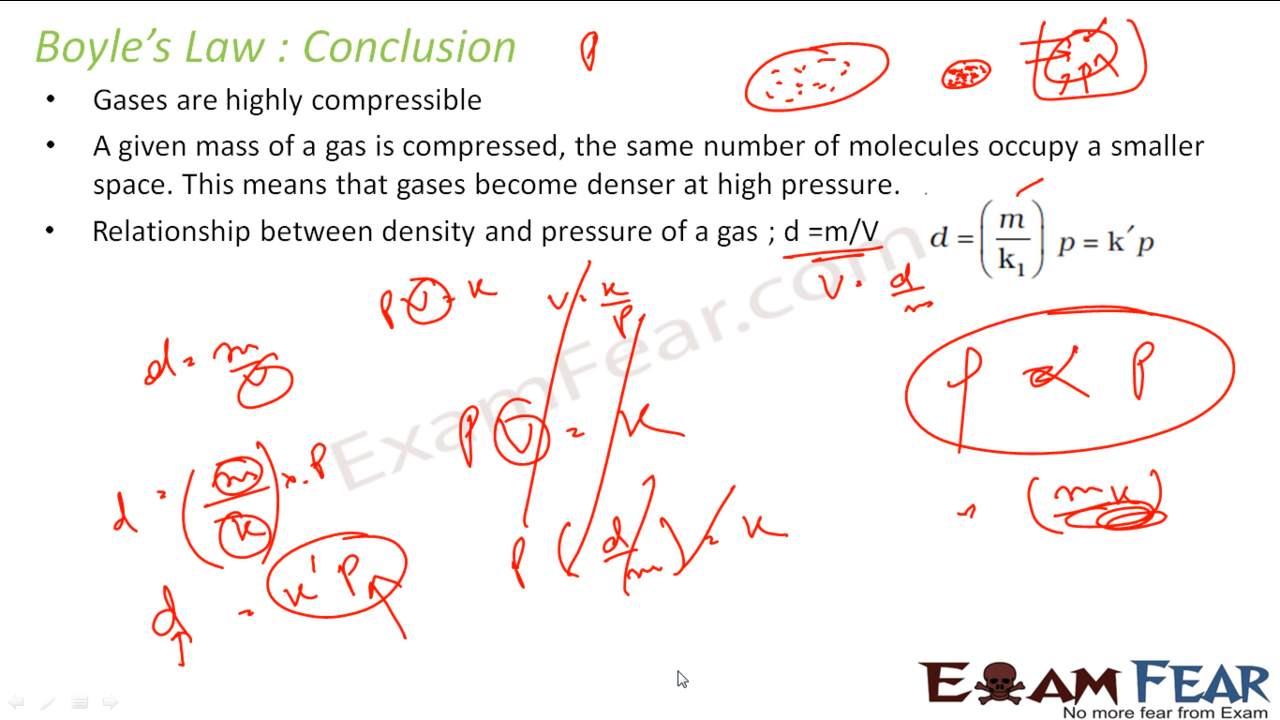 Boyle's Law : Conclusion
P
• Gases are highly compressible
• A given mass of a gas is compressed, the same number of molecules occupy a smaller
space. This means that gases become denser at high pressure.
• Relationship between density and pressure of a gas ; d =m/V
d = (m/k₁) p = k′p
V = d/m
P V = K
V = K/P
d = m/V
P ∝ P
P V = K
d = (m/K) × P
P (d/m) = K
(mK)
d = K' P
ExamFear.com
EXAM FEAR
No more fear from Exam